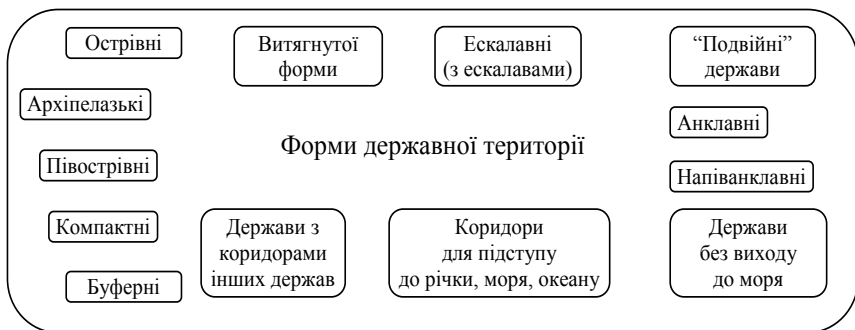 Острівні
Витягнутої
форми
Ескалавні
(з ескалавами)
“Подвійні”
держави
Архіпелазькі
Анклавні
Форми державної території
Півострівні
Напіванклавні
Компактні
Держави з
коридорами
інших держав
Коридори
для підступу
до річки, моря, океану
Держави
без виходу
до моря
Буферні